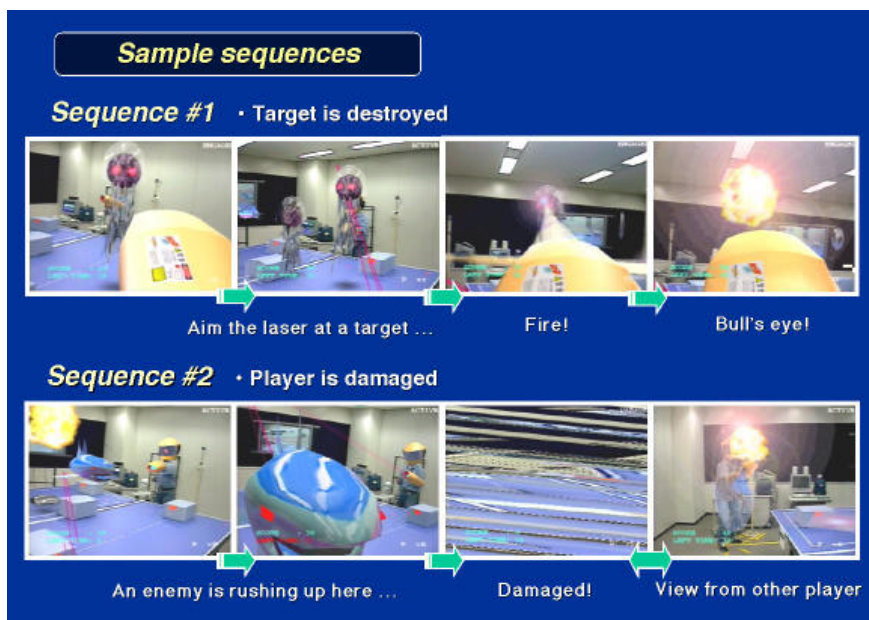 Sample sequences
Sequence #1 ・Target is destroyed
Aim the laser at a target ...
Fire!
Bull's eye!
Sequence #2 ・Player is damaged
An enemy is rushing up here ...
Damaged!
View from other player